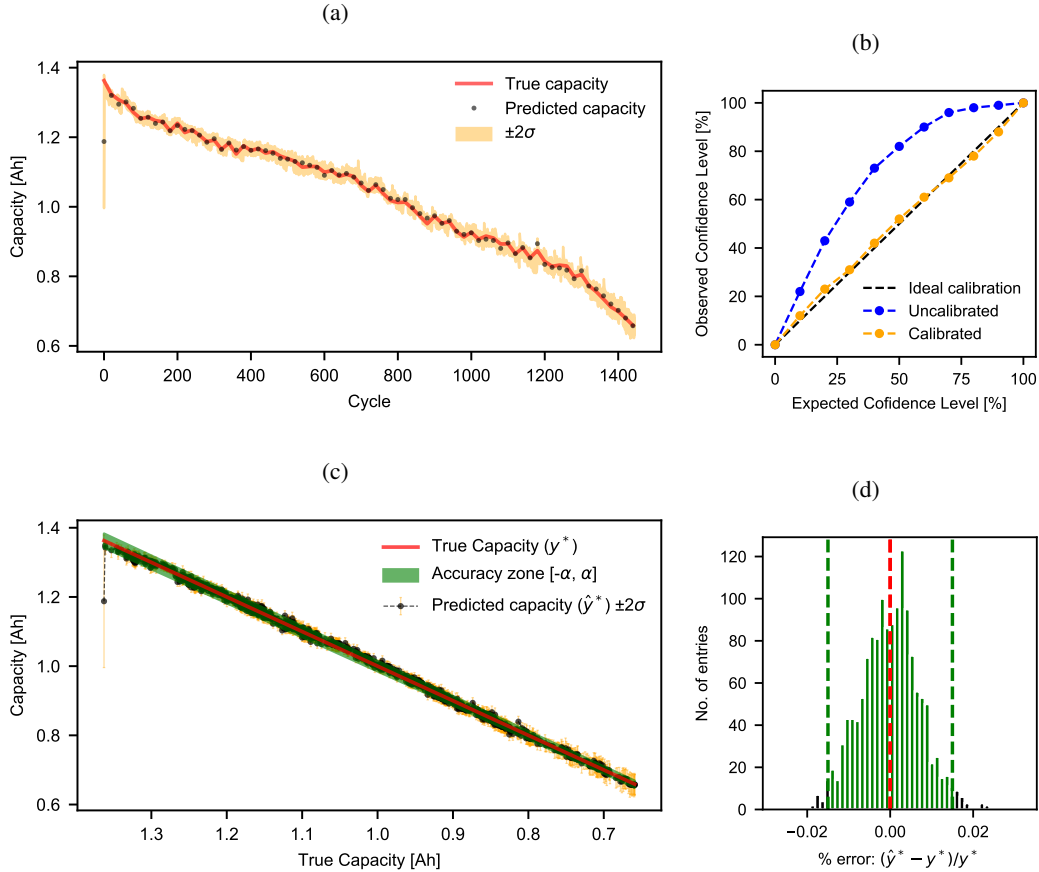 (a)
1.4
1.2
1.0
0.8
0.6
Capacity [Ah]
True capacity
Predicted capacity
±2σ
0 200 400 600 800 1000 1200 1400
Cycle
(b)
100
80
60
40
20
0
Observed Confidence Level [%]
Ideal calibration
Uncalibrated
Calibrated
0 25 50 75 100
Expected Cofidence Level [%]
(c)
1.4
1.2
1.0
0.8
0.6
Capacity [Ah]
True Capacity (y*)
Accuracy zone [-α, α]
Predicted capacity (ŷ*) ±2σ
1.3 1.2 1.1 1.0 0.9 0.8 0.7
True Capacity [Ah]
(d)
120
100
80
60
40
20
0
No. of entries
−0.02 0.00 0.02
% error: (ŷ* − y*)/y*